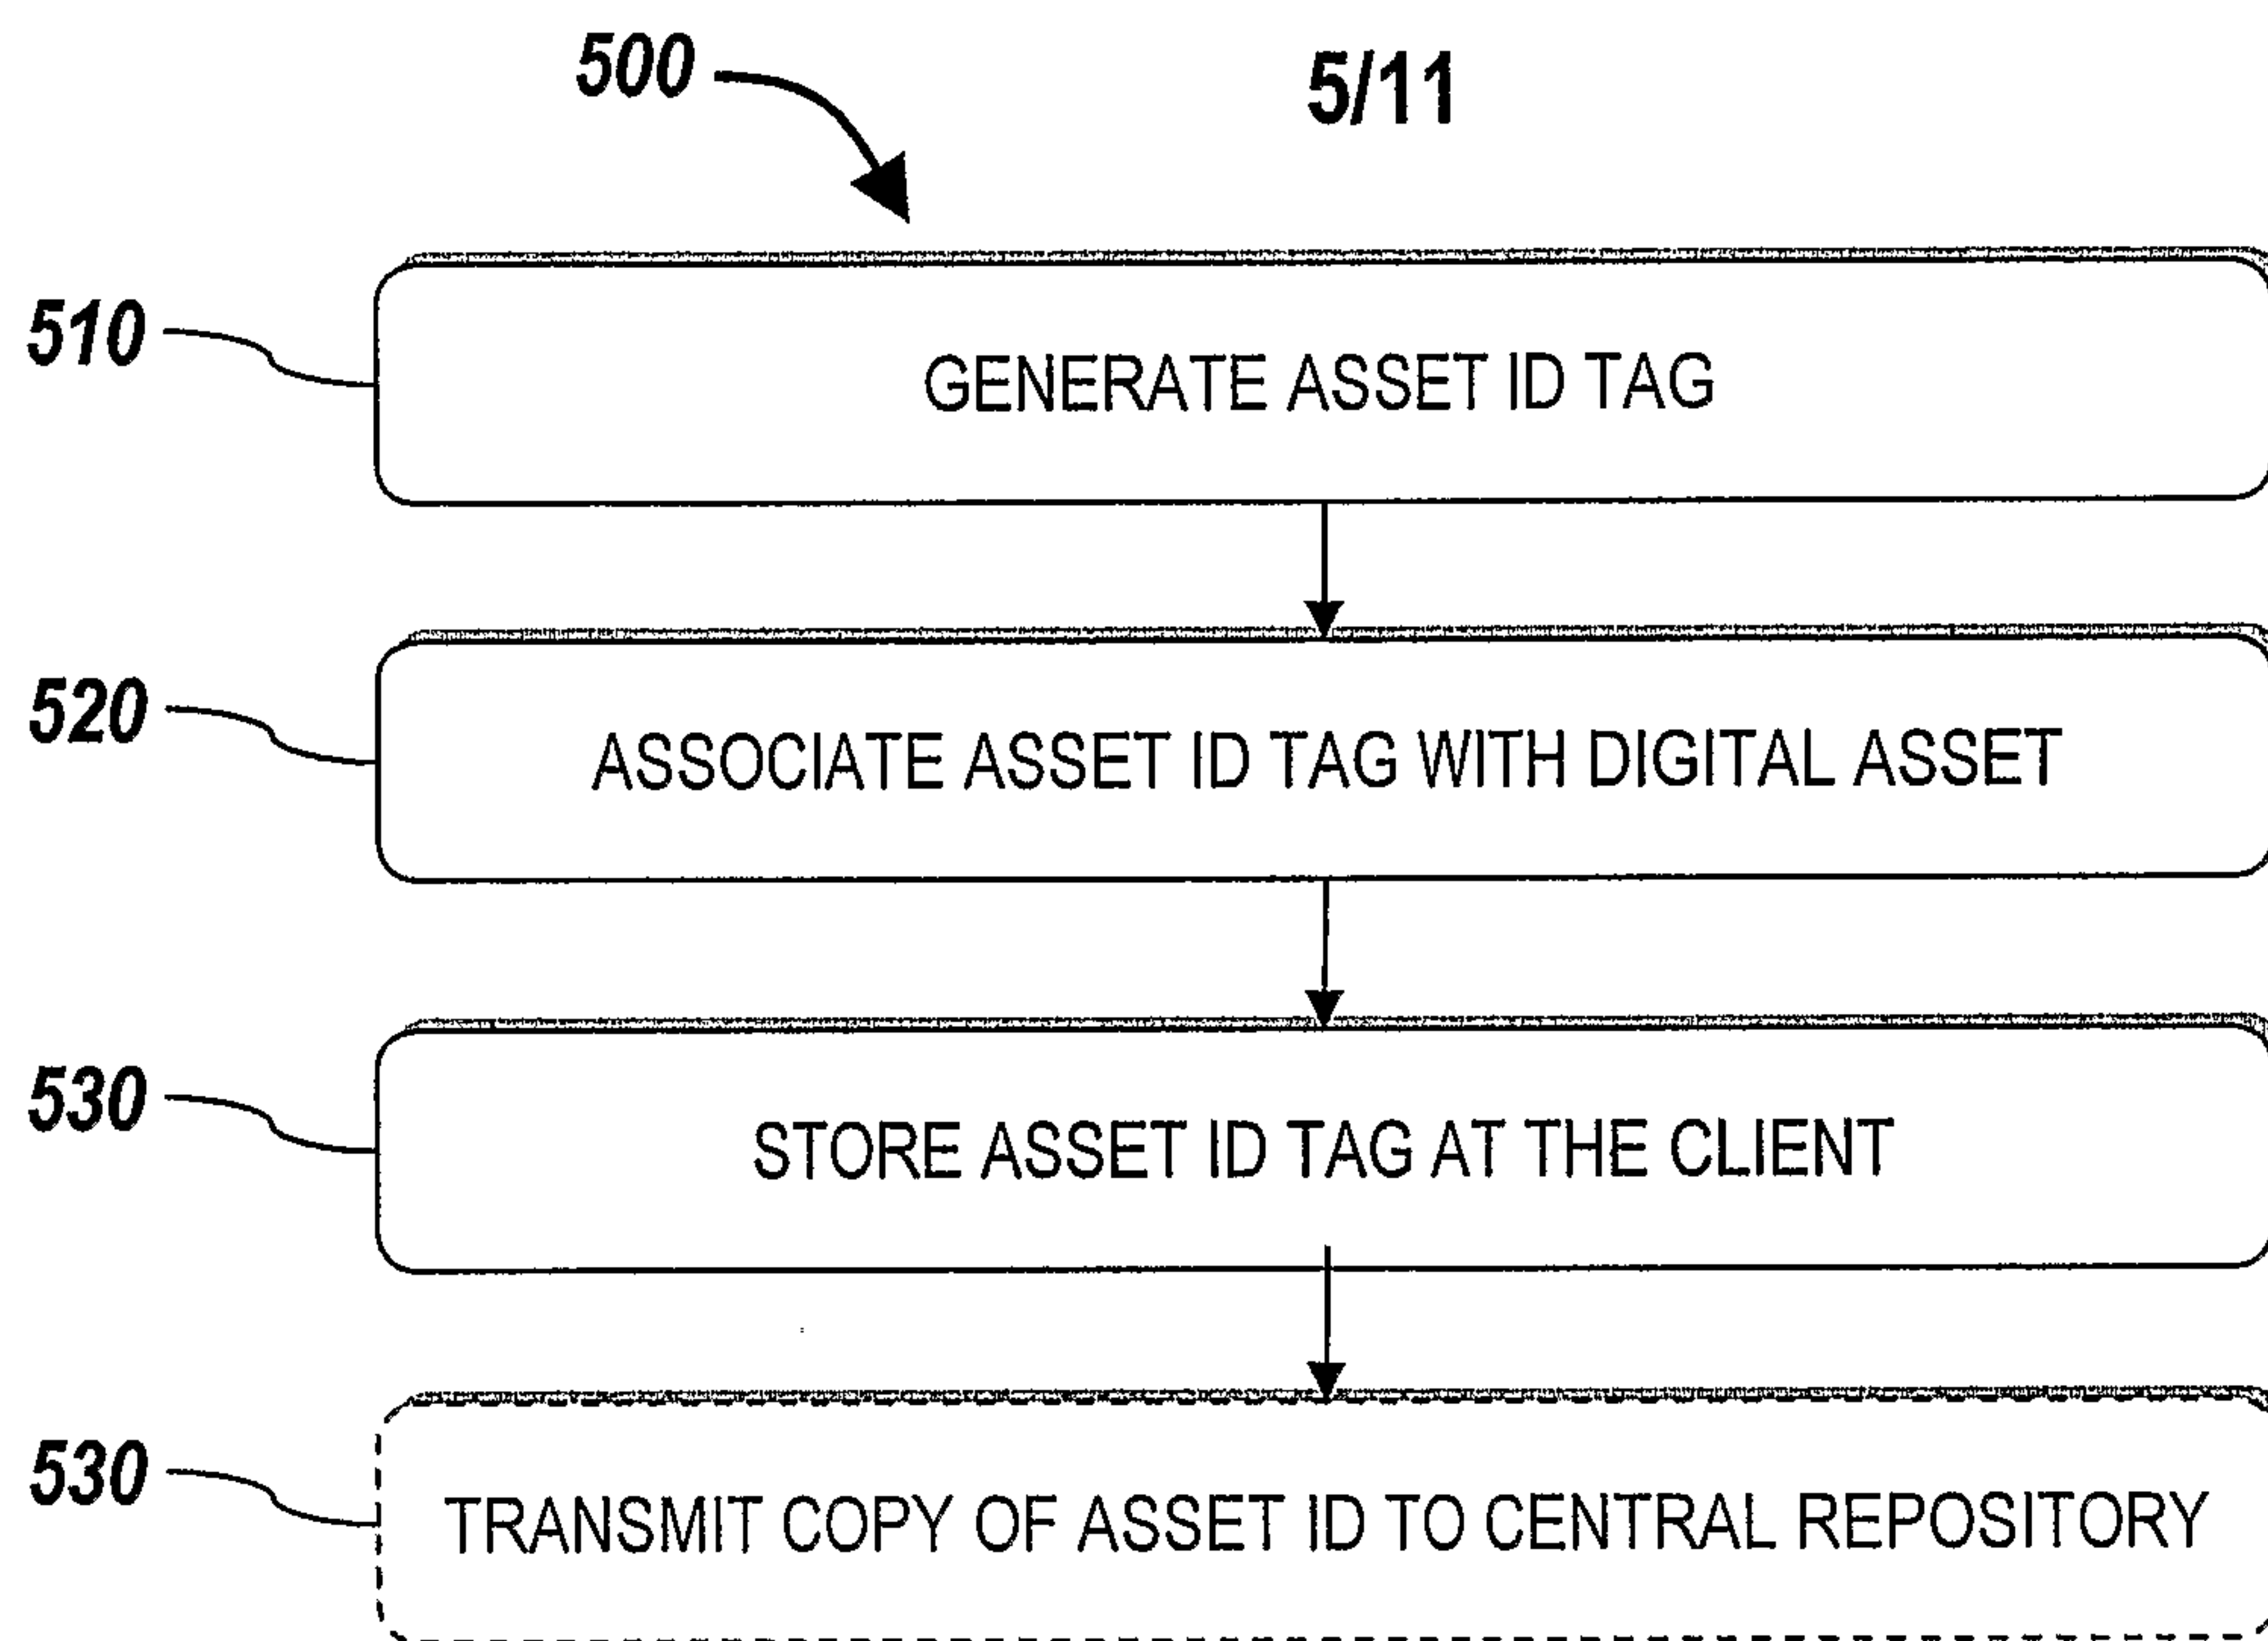 500
5/11
510
GENERATE ASSET ID TAG
520
ASSOCIATE ASSET ID TAG WITH DIGITAL ASSET
530
STORE ASSET ID TAG AT THE CLIENT
530
TRANSMIT COPY OF ASSET ID TO CENTRAL REPOSITORY